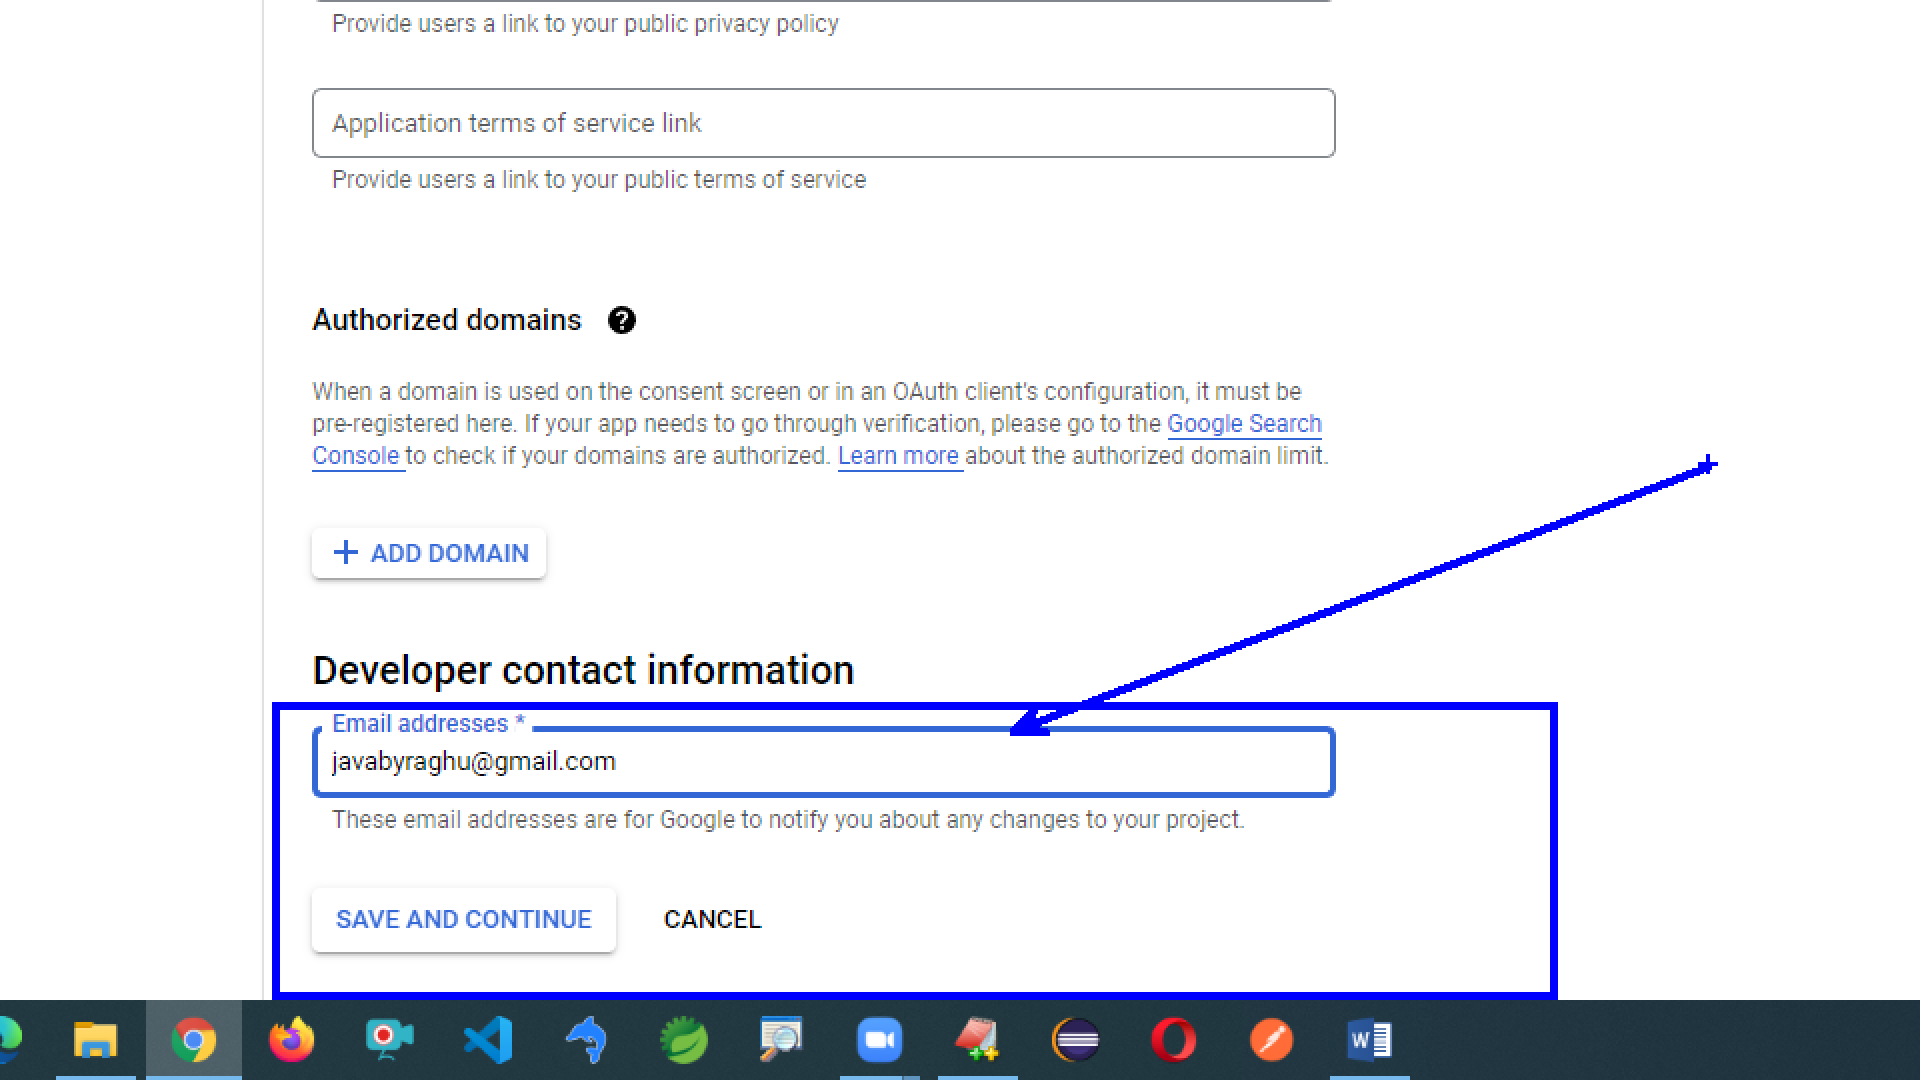 Provide users a link to your public privacy policy
Application terms of service link
Provide users a link to your public terms of service
Authorized domains ?
When a domain is used on the consent screen or in an OAuth client's configuration, it must be
pre-registered here. If your app needs to go through verification, please go to the Google Search
Console to check if your domains are authorized. Learn more about the authorized domain limit.
+ ADD DOMAIN
Developer contact information
Email addresses *
javabyraghu@gmail.com
These email addresses are for Google to notify you about any changes to your project.
SAVE AND CONTINUE CANCEL
W